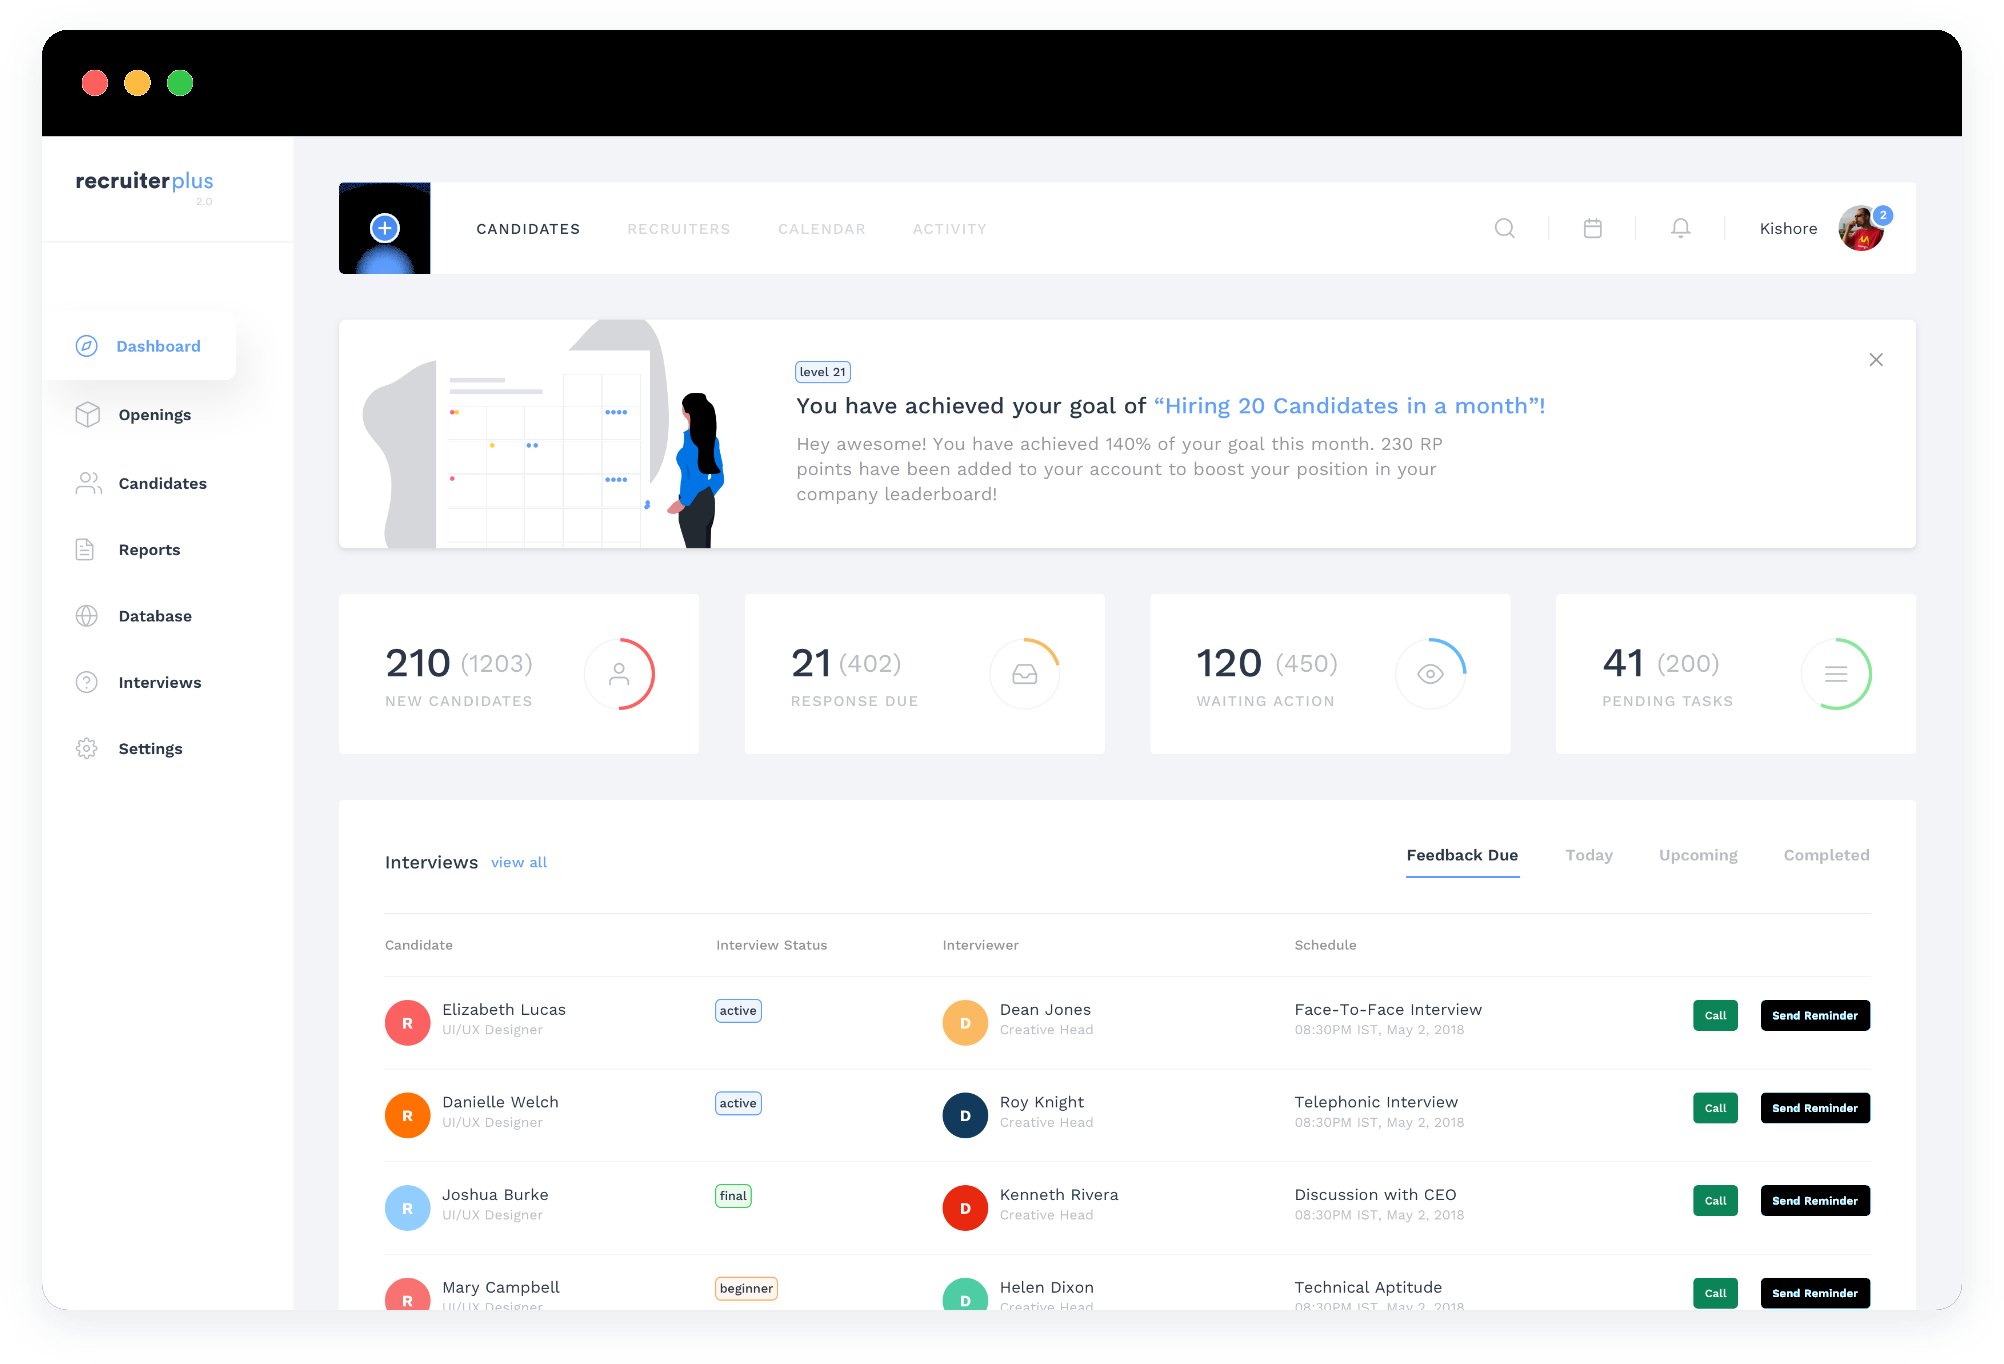 recruiterplus
2.0
CANDIDATES RECRUITERS CALENDAR ACTIVITY
Kishore
2
Dashboard
Openings
Candidates
Reports
Database
Interviews
Settings
level 21
You have achieved your goal of “Hiring 20 Candidates in a month”!
Hey awesome! You have achieved 140% of your goal this month. 230 RP
points have been added to your account to boost your position in your
company leaderboard!
210 (1203)
NEW CANDIDATES
21 (402)
RESPONSE DUE
120 (450)
WAITING ACTION
41 (200)
PENDING TASKS
Interviews view all
Feedback Due Today Upcoming Completed
Candidate Interview Status Interviewer Schedule
R Elizabeth Lucas active D Dean Jones Face-To-Face Interview Call Send Reminder
UI/UX Designer Creative Head 08:30PM IST, May 2, 2018
R Danielle Welch active D Roy Knight Telephonic Interview Call Send Reminder
UI/UX Designer Creative Head 08:30PM IST, May 2, 2018
R Joshua Burke final D Kenneth Rivera Discussion with CEO Call Send Reminder
UI/UX Designer Creative Head 08:30PM IST, May 2, 2018
R Mary Campbell beginner D Helen Dixon Technical Aptitude Call Send Reminder
UI/UX Designer Creative Head 08:30PM IST, May 2, 2018